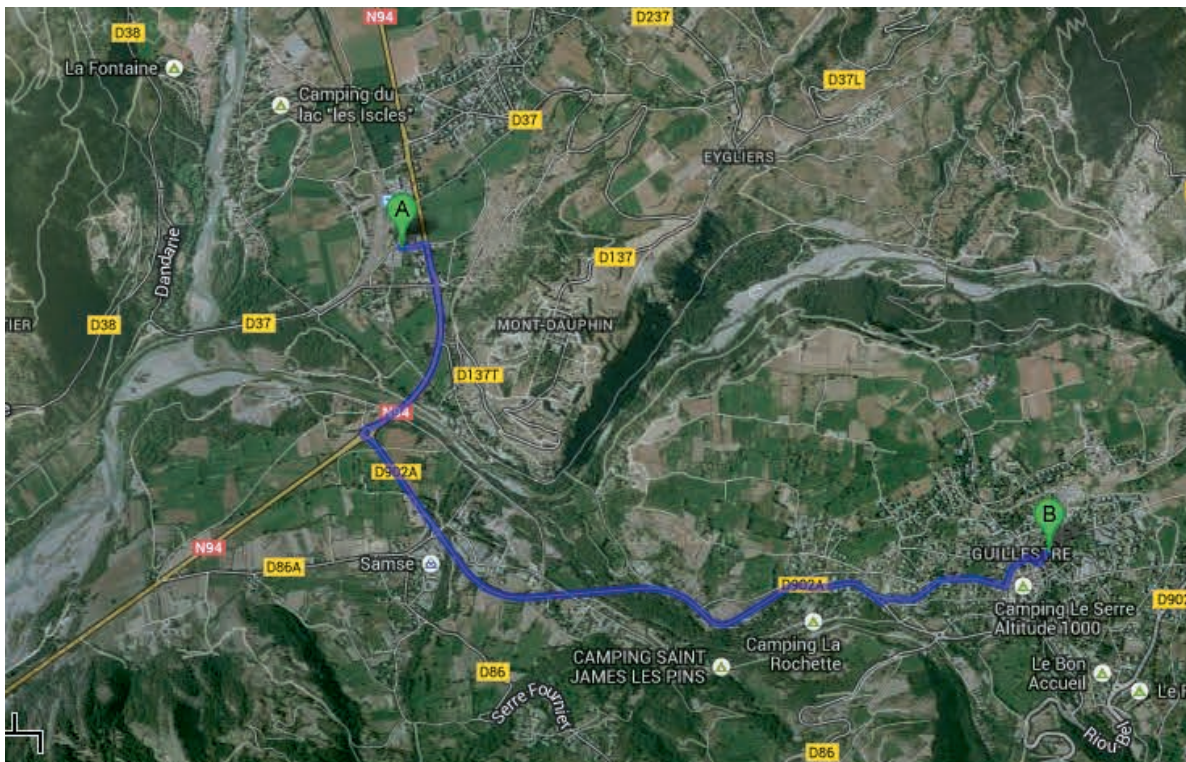 N94
D237
D38
La Fontaine
D37L
Camping du
lac "les Iscles"
D37
EYGLIERS
A
Dandarie
D137
D38
D37
MONT-DAUPHIN
D137T
N94
D902A
B
N94
GUILLESTRE
Samse
D86A
D902A
Camping Le Serre
Altitude 1000
Camping La
Rochette
CAMPING SAINT
JAMES LES PINS
D86
Le Bon
Accueil
Serre Fournier
Riou Bel
D86